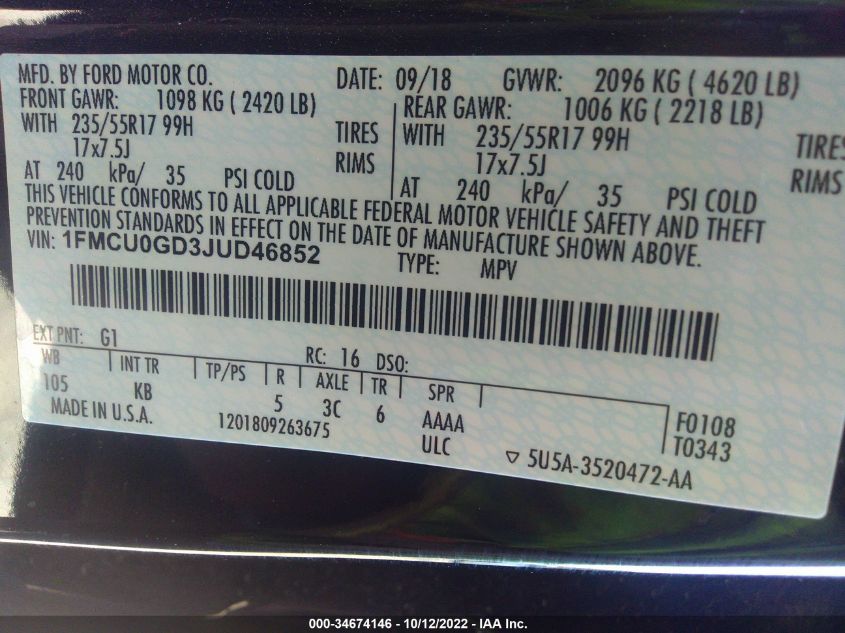 MFD. BY FORD MOTOR CO. DATE: 09/18 GVWR: 2096 KG ( 4620 LB)
FRONT GAWR: 1098 KG ( 2420 LB) REAR GAWR: 1006 KG ( 2218 LB)
WITH 235/55R17 99H TIRES WITH 235/55R17 99H TIRES
17x7.5J RIMS 17x7.5J RIMS
AT 240 kPa/ 35 PSI COLD AT 240 kPa/ 35 PSI COLD
THIS VEHICLE CONFORMS TO ALL APPLICABLE FEDERAL MOTOR VEHICLE SAFETY AND THEFT
PREVENTION STANDARDS IN EFFECT ON THE DATE OF MANUFACTURE SHOWN ABOVE.
VIN: 1FMCU0GD3JUD46852 TYPE: MPV
EXT PNT: G1 RC: 16 DSO:
WB INT TR TP/PS R AXLE TR SPR
105 KB 5 3C 6 AAAA F0108
MADE IN U.S.A. 1201809263675 ULC T0343
▽ 5U5A-3520472-AA
000-34674146 - 10/12/2022 - IAA Inc.